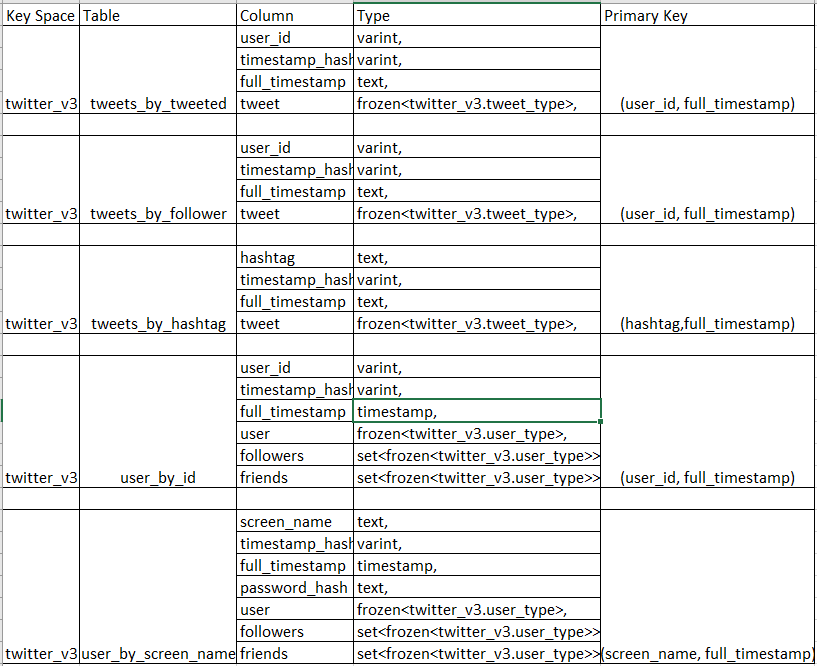 Key Space Table Column Type Primary Key
user_id varint,
timestamp_hash varint,
full_timestamp text,
twitter_v3 tweets_by_tweeted tweet frozen<twitter_v3.tweet_type>, (user_id, full_timestamp)
user_id varint,
timestamp_hash varint,
full_timestamp text,
twitter_v3 tweets_by_follower tweet frozen<twitter_v3.tweet_type>, (user_id, full_timestamp)
hashtag text,
timestamp_hash varint,
full_timestamp text,
twitter_v3 tweets_by_hashtag tweet frozen<twitter_v3.tweet_type>, (hashtag,full_timestamp)
user_id varint,
timestamp_hash varint,
full_timestamp timestamp,
user frozen<twitter_v3.user_type>,
followers set<frozen<twitter_v3.user_type>>
twitter_v3 user_by_id friends set<frozen<twitter_v3.user_type>> (user_id, full_timestamp)
screen_name text,
timestamp_hash varint,
full_timestamp timestamp,
password_hash text,
user frozen<twitter_v3.user_type>,
followers set<frozen<twitter_v3.user_type>>
twitter_v3 user_by_screen_name friends set<frozen<twitter_v3.user_type>> (screen_name, full_timestamp)